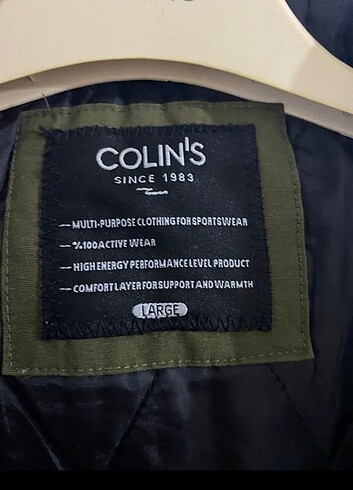 COLIN'S
SINCE 1983
— MULTI-PURPOSE CLOTHING FOR SPORTSWEAR
— %100 ACTIVE WEAR
— HIGH ENERGY PERFORMANCE LEVEL PRODUCT
— COMFORT LAYER FOR SUPPORT AND WARMTH
LARGE